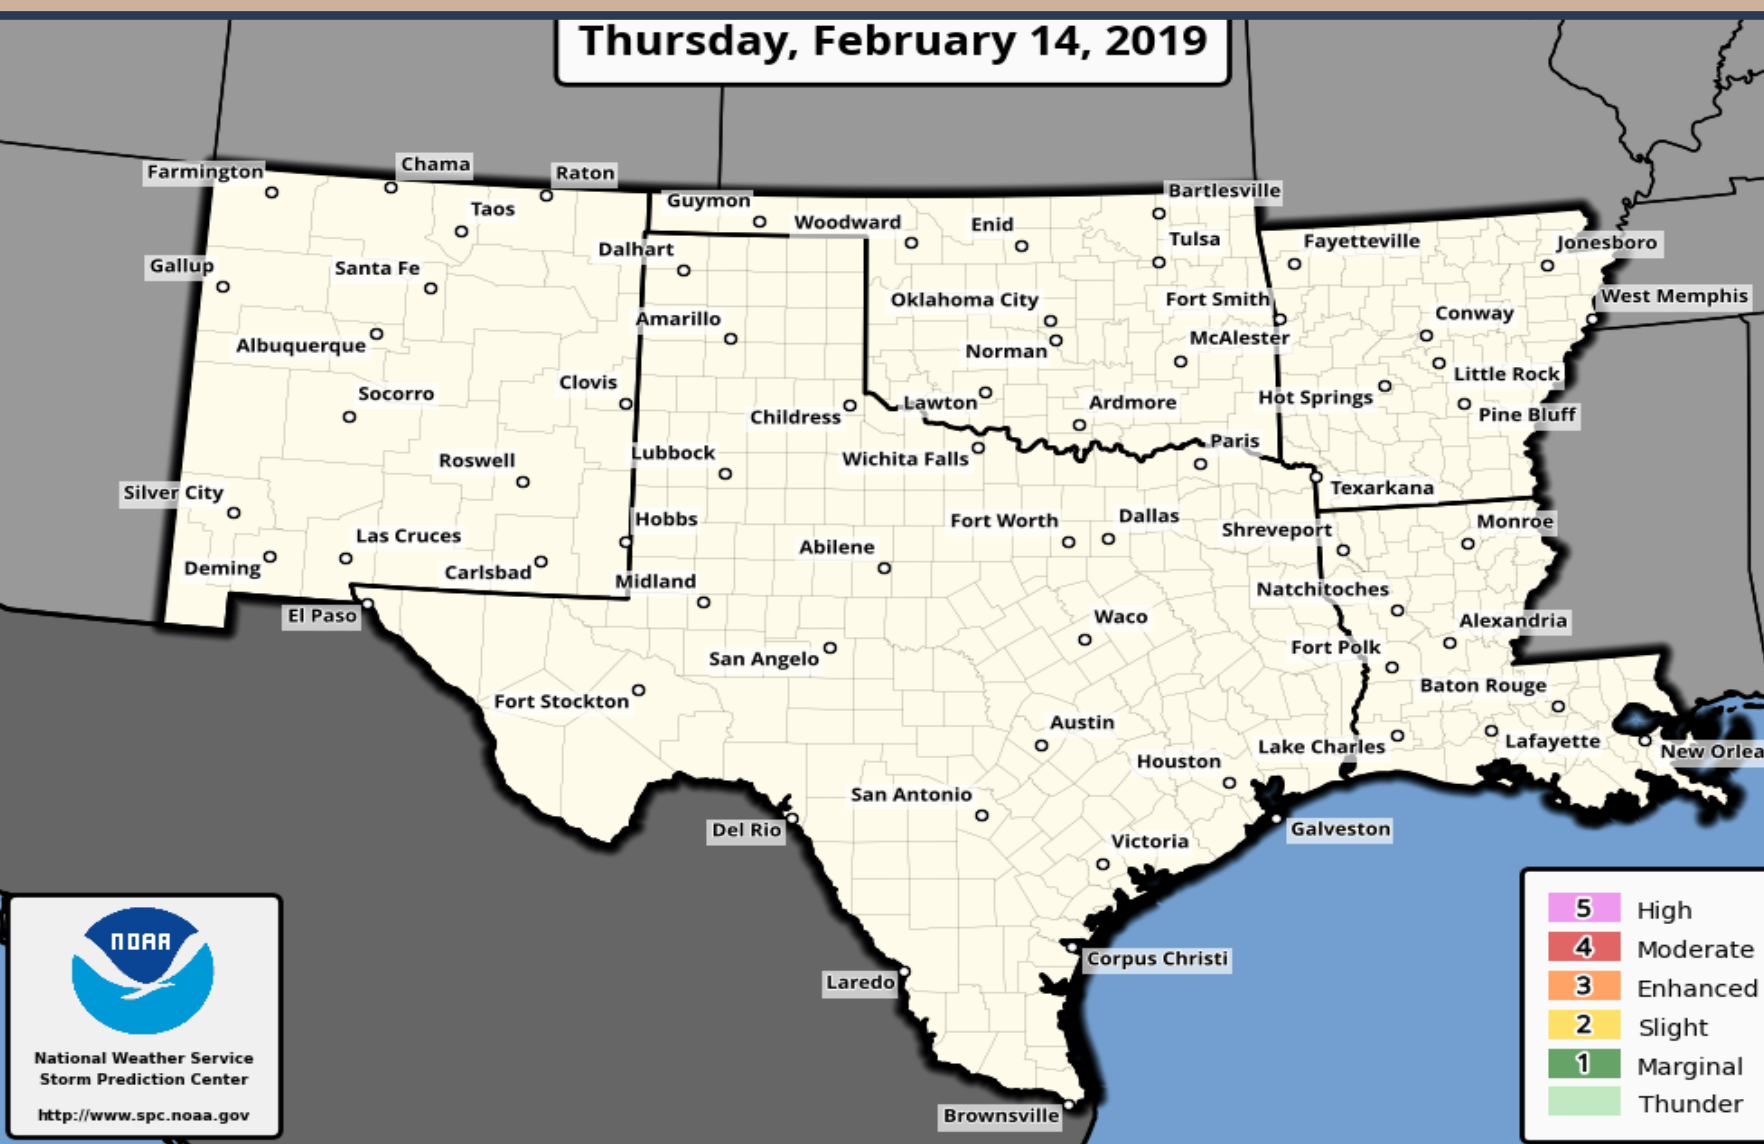 Thursday, February 14, 2019
Farmington
Chama
Raton
Taos
Guymon
Woodward
Enid
Bartlesville
Tulsa
Fayetteville
Jonesboro
Gallup
Santa Fe
Dalhart
Oklahoma City
Fort Smith
West Memphis
Albuquerque
Amarillo
Norman
McAlester
Conway
Little Rock
Socorro
Clovis
Childress
Lawton
Ardmore
Hot Springs
Pine Bluff
Roswell
Lubbock
Wichita Falls
Paris
Texarkana
Silver City
Hobbs
Fort Worth
Dallas
Shreveport
Monroe
Las Cruces
Abilene
Deming
Carlsbad
Midland
Natchitoches
El Paso
Waco
Alexandria
San Angelo
Fort Polk
Fort Stockton
Baton Rouge
Austin
Lake Charles
Lafayette
New Orlea
Houston
San Antonio
Del Rio
Galveston
Victoria
Corpus Christi
Laredo
Brownsville
NOAA
National Weather Service
Storm Prediction Center
http://www.spc.noaa.gov
5 High
4 Moderate
3 Enhanced
2 Slight
1 Marginal
Thunder